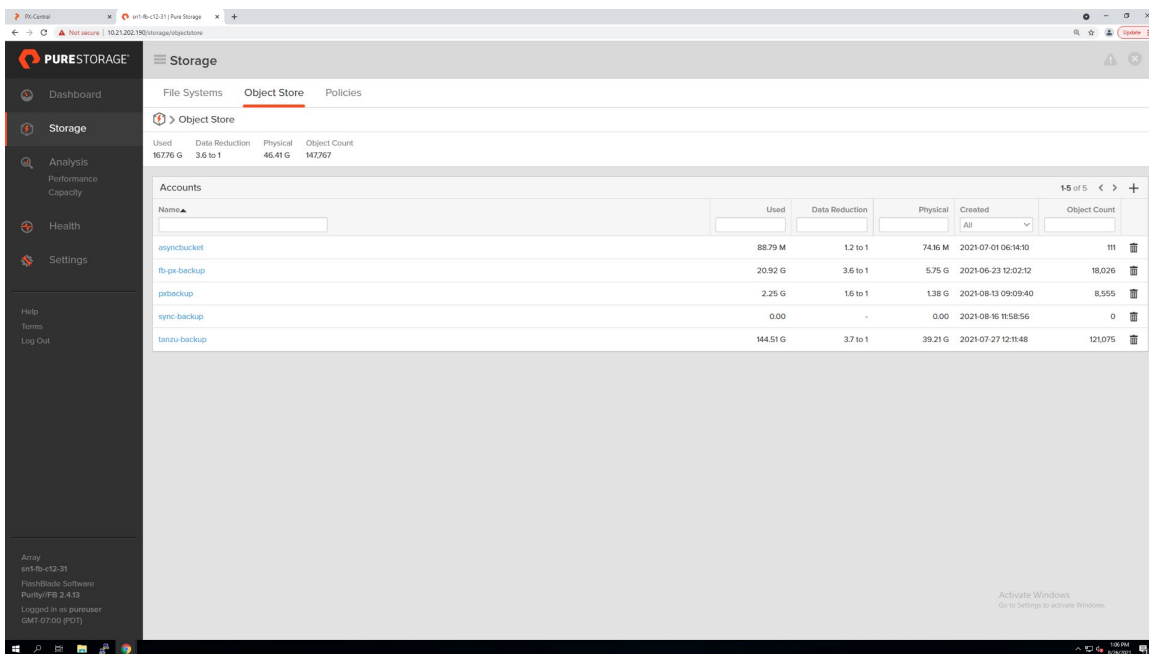 PX-Central
sn1-fb-c12-31 | Pure Storage
Not secure | 10.21.202.190/storage/objectstore
Update
PURESTORAGE
Storage
Dashboard
Storage
Analysis
Performance
Capacity
Health
Settings
Help
Terms
Log Out
File Systems Object Store Policies
> Object Store
Used Data Reduction Physical Object Count
167.76 G 3.6 to 1 46.41 G 147,767
Accounts 1-5 of 5
Name Used Data Reduction Physical Created Object Count
All
asyncbucket 88.79 M 1.2 to 1 74.16 M 2021-07-01 06:14:10 111
fb-px-backup 20.92 G 3.6 to 1 5.75 G 2021-06-23 12:02:12 18,026
pxbackup 2.25 G 1.6 to 1 1.38 G 2021-08-13 09:09:40 8,555
sync-backup 0.00 - 0.00 2021-08-16 11:58:56 0
tanzu-backup 144.51 G 3.7 to 1 39.21 G 2021-07-27 12:11:48 121,075
Array
sn1-fb-c12-31
FlashBlade Software
Purity//FB 2.4.13
Logged in as pureuser
GMT-07:00 (PDT)
Activate Windows
Go to Settings to activate Windows.
1:06 PM
8/26/2021